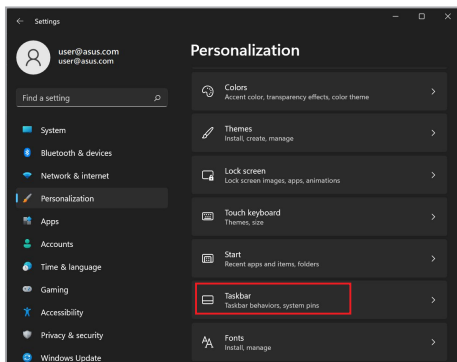 Settings
user@asus.com
user@asus.com
Find a setting
System
Bluetooth & devices
Network & internet
Personalization
Apps
Accounts
Time & language
Gaming
Accessibility
Privacy & security
Windows Update
Personalization
Colors
Accent color, transparency effects, color theme
Themes
Install, create, manage
Lock screen
Lock screen images, apps, animations
Touch keyboard
Themes, size
Start
Recent apps and items, folders
Taskbar
Taskbar behaviors, system pins
Fonts
Install, manage